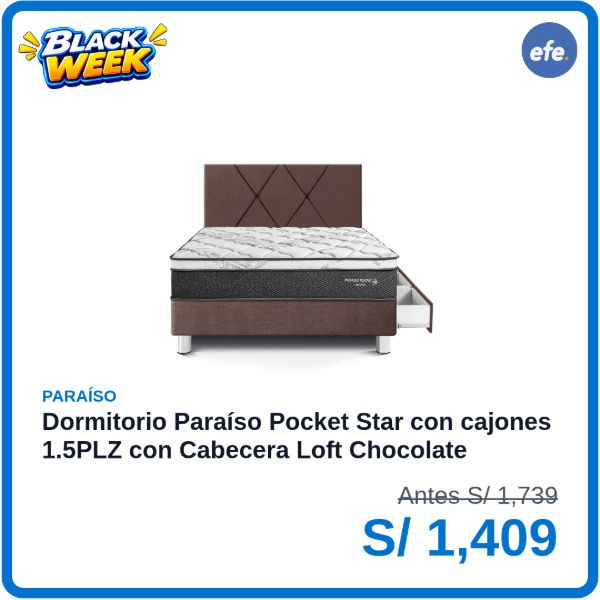 BLACK
WEEK
efe.
PARAÍSO
Dormitorio Paraíso Pocket Star con cajones
1.5PLZ con Cabecera Loft Chocolate
Antes S/ 1,739
S/ 1,409